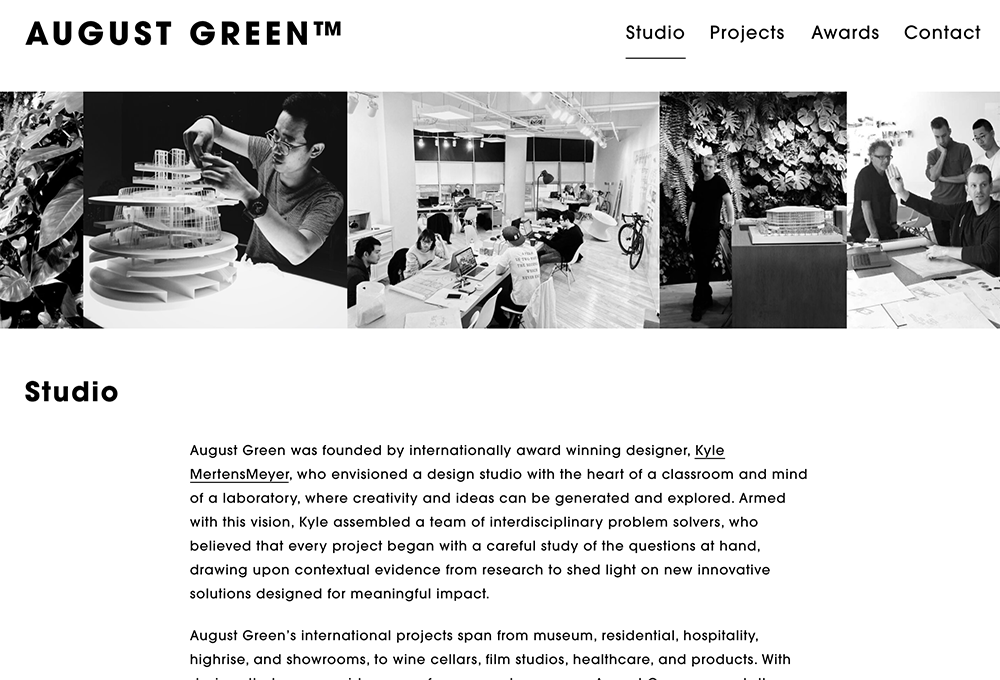 AUGUST GREEN™
Studio Projects Awards Contact
Studio
August Green was founded by internationally award winning designer, Kyle
MertensMeyer, who envisioned a design studio with the heart of a classroom and mind
of a laboratory, where creativity and ideas can be generated and explored. Armed
with this vision, Kyle assembled a team of interdisciplinary problem solvers, who
believed that every project began with a careful study of the questions at hand,
drawing upon contextual evidence from research to shed light on new innovative
solutions designed for meaningful impact.
August Green's international projects span from museum, residential, hospitality,
highrise, and showrooms, to wine cellars, film studios, healthcare, and products. With